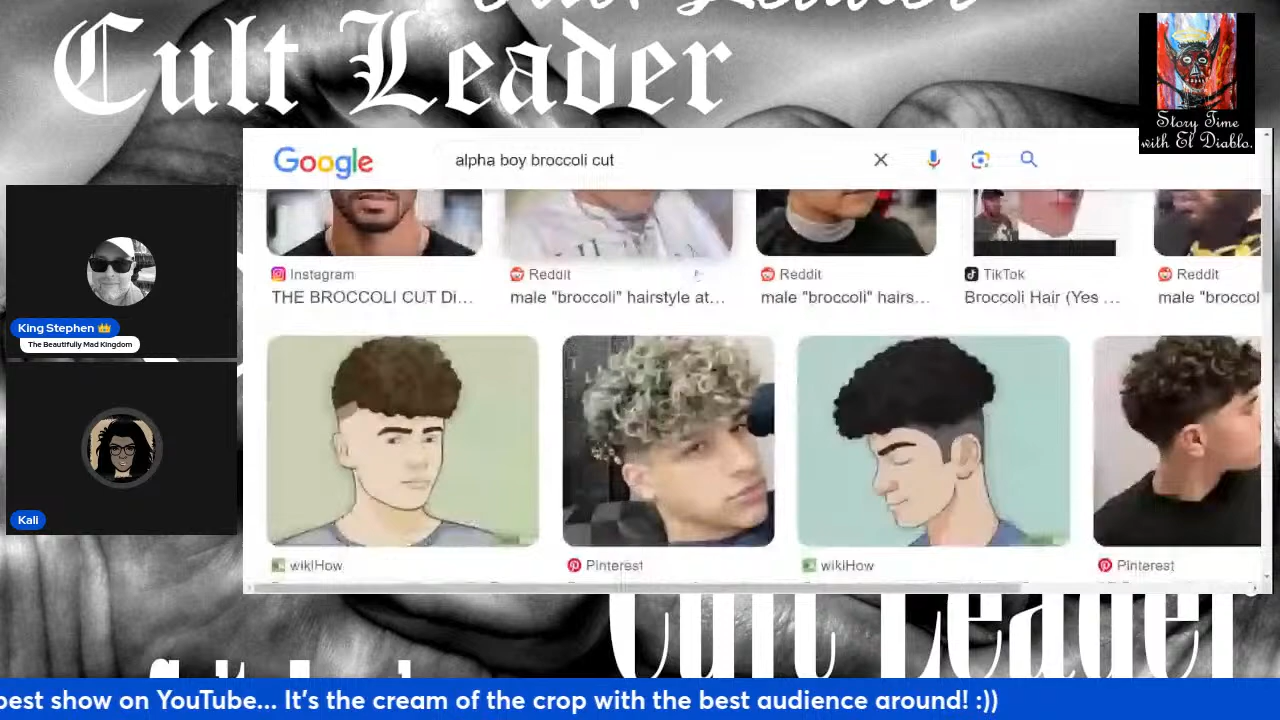 Cult Leader
Cult Leader
Story Time
with El Diablo.
Google
alpha boy broccoli cut
Instagram
Reddit
Reddit
TikTok
Reddit
THE BROCCOLI CUT Di...
male "broccoli" hairstyle at...
male "broccoli" hairs...
Broccoli Hair (Yes ...
male "broccol
King Stephen 👑
The Beautifully Mad Kingdom
Kali
wikiHow
Pinterest
wikiHow
Pinterest
Cult Leader
best show on YouTube... It's the cream of the crop with the best audience around! :))